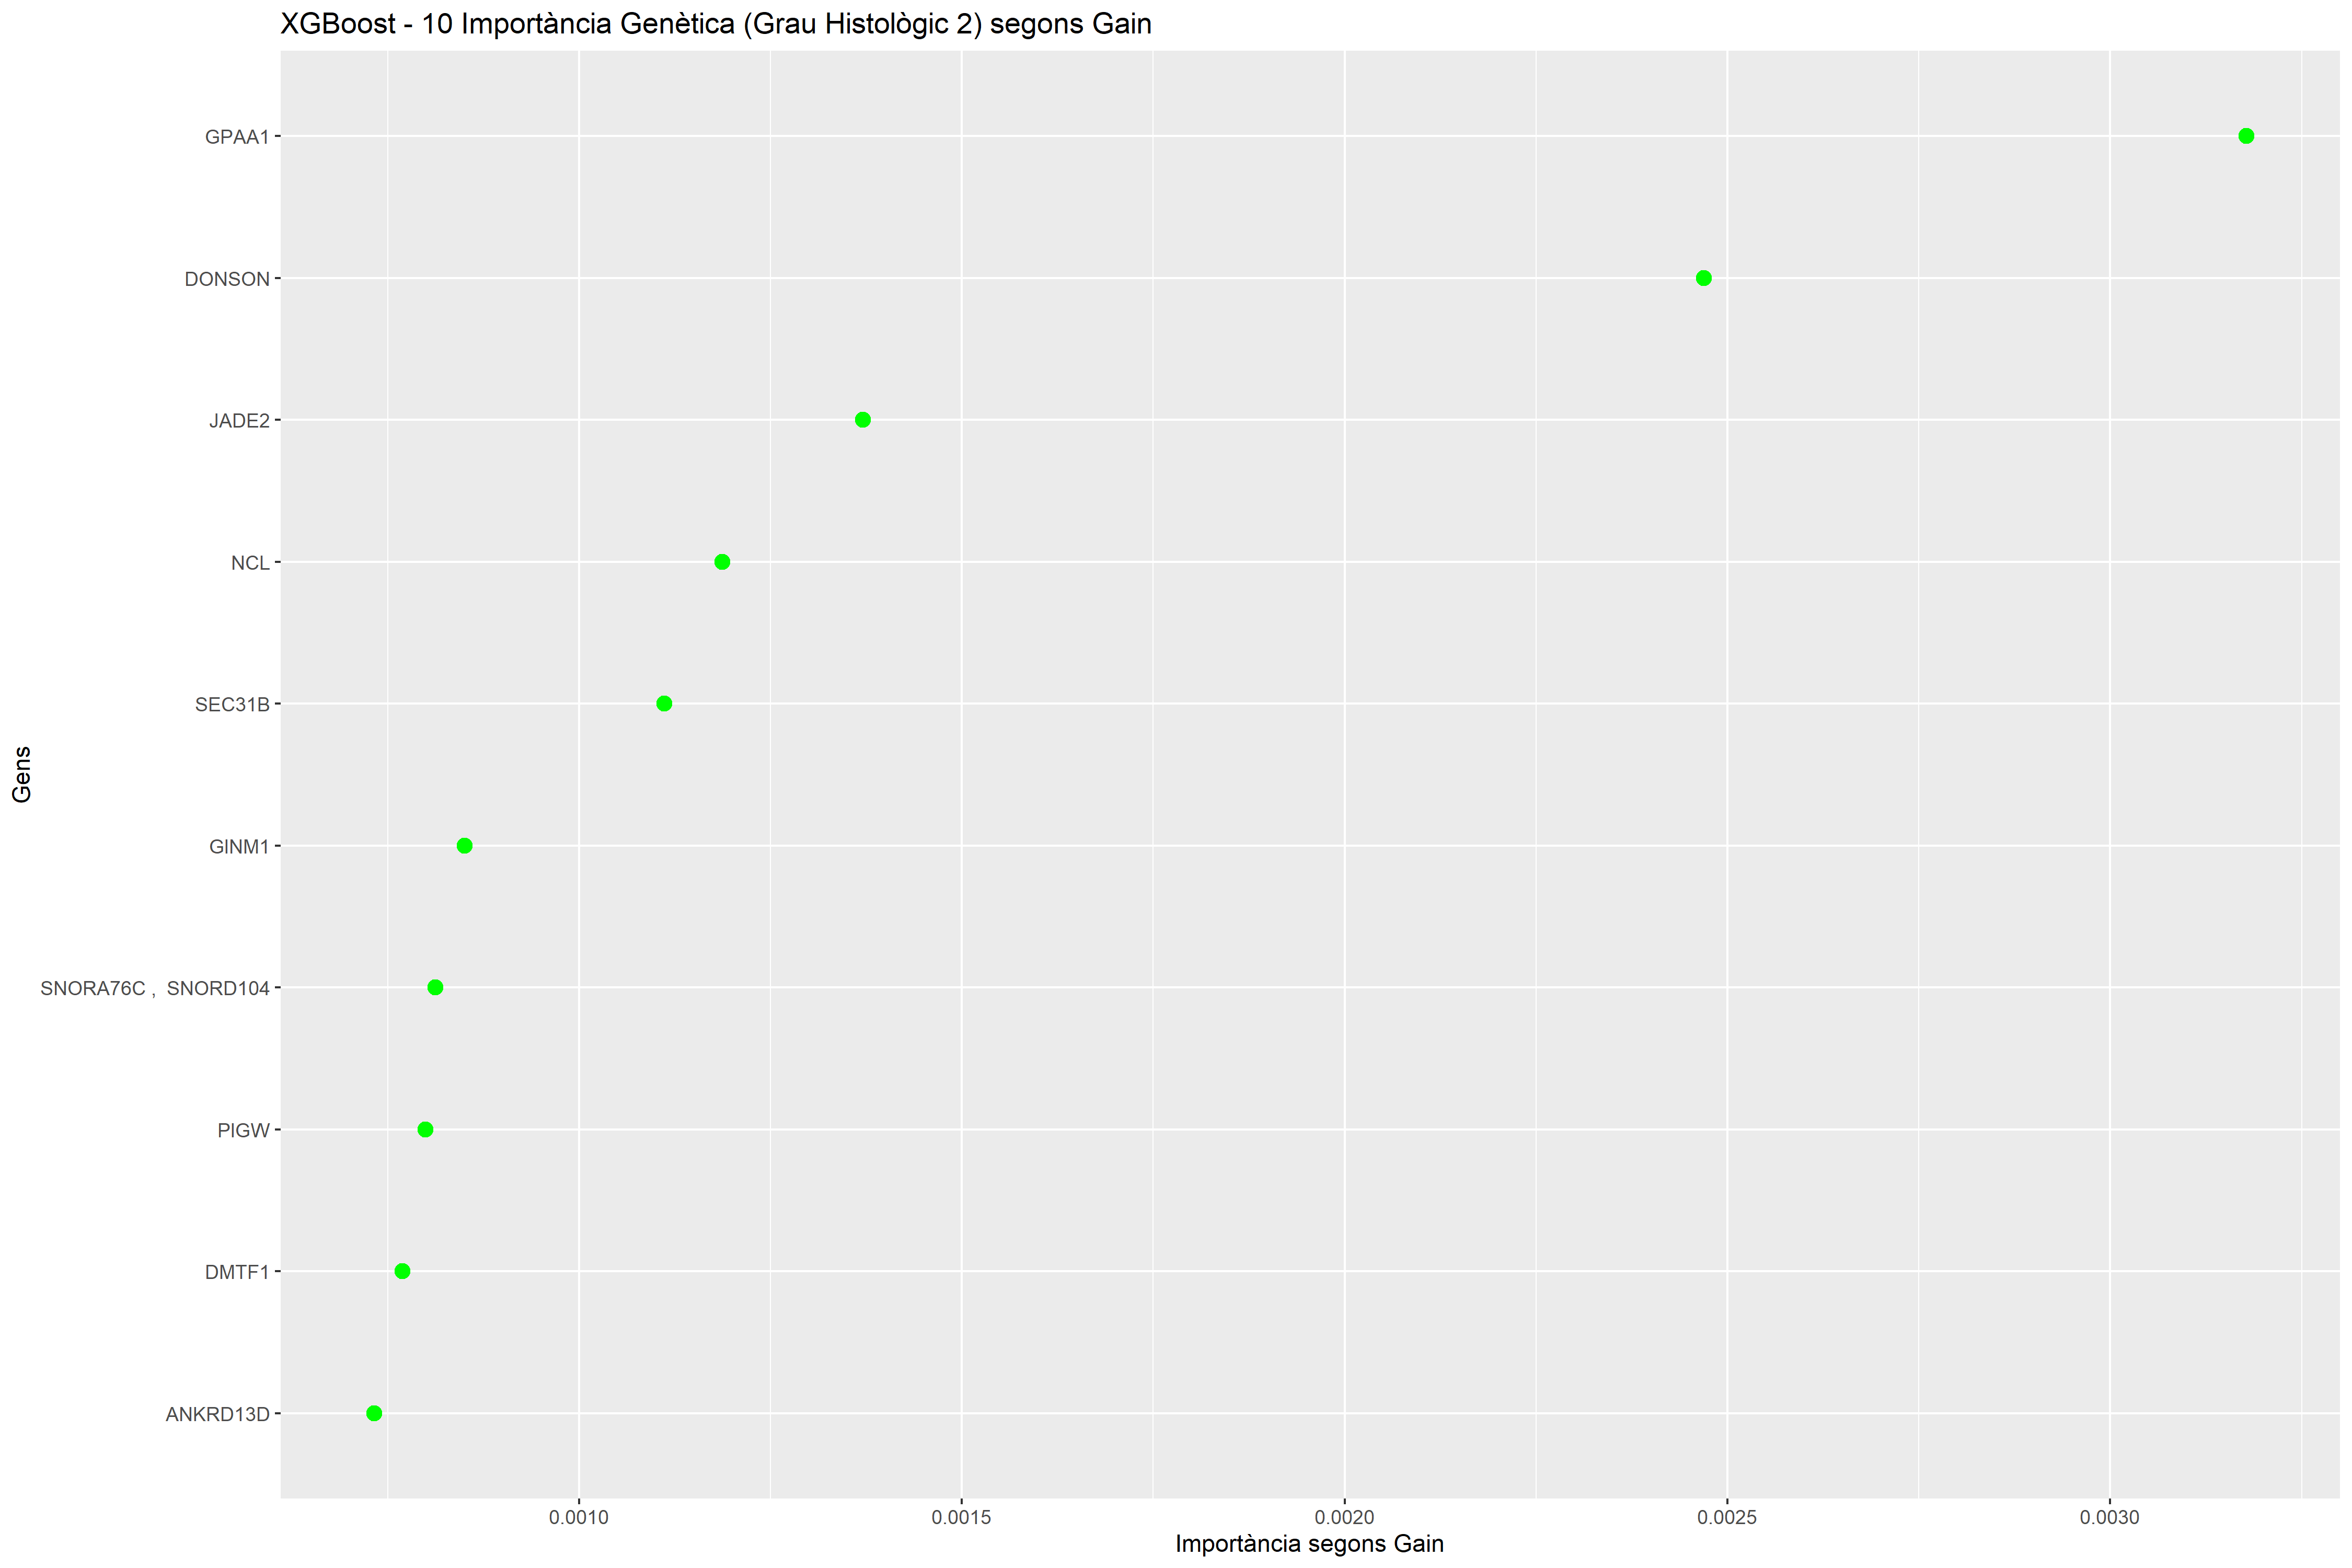 XGBoost - 10 Importància Genètica (Grau Histològic 2) segons Gain
GPAA1
DONSON
JADE2
NCL
SEC31B
Gens
GINM1
SNORA76C ,  SNORD104
PIGW
DMTF1
ANKRD13D
0.0010 0.0015 0.0020 0.0025 0.0030
Importància segons Gain